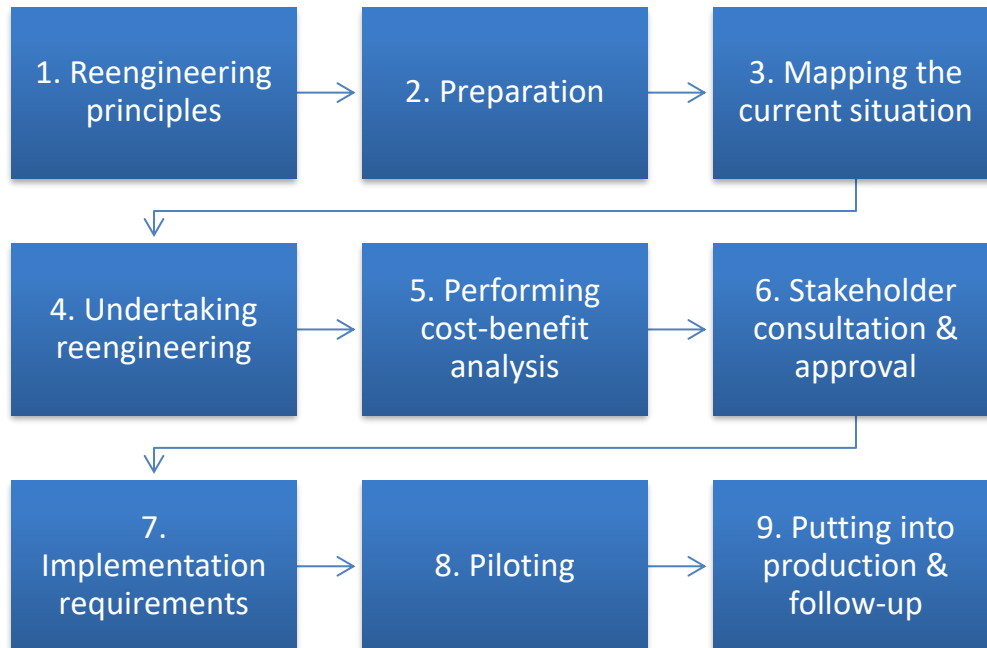 1. Reengineering
principles
2. Preparation
3. Mapping the
current situation
4. Undertaking
reengineering
5. Performing
cost-benefit
analysis
6. Stakeholder
consultation &
approval
7.
Implementation
requirements
8. Piloting
9. Putting into
production &
follow-up